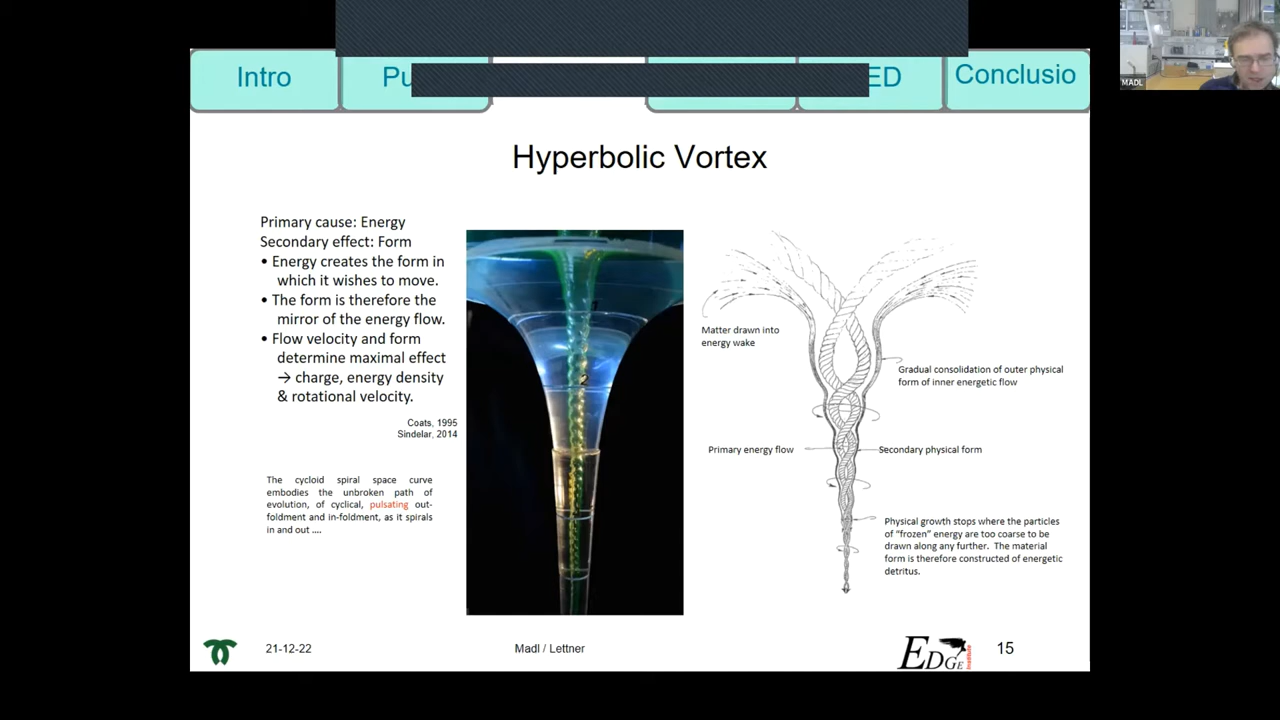 MADL
Intro
Pu
ED
Conclusio
Hyperbolic Vortex
Primary cause: Energy
Secondary effect: Form
• Energy creates the form in
which it wishes to move.
• The form is therefore the
mirror of the energy flow.
• Flow velocity and form
determine maximal effect
→ charge, energy density
& rotational velocity.
Coats, 1995
Sindelar, 2014
The cycloid spiral space curve
embodies the unbroken path of
evolution, of cyclical, pulsating out-
foldment and in-foldment, as it spirals
in and out ....
1
2
Matter drawn into
energy wake
Gradual consolidation of outer physical
form of inner energetic flow
Primary energy flow
Secondary physical form
Physical growth stops where the particles
of "frozen" energy are too coarse to be
drawn along any further. The material
form is therefore constructed of energetic
detritus.
21-12-22
Madl / Lettner
EDGE
Institute
15